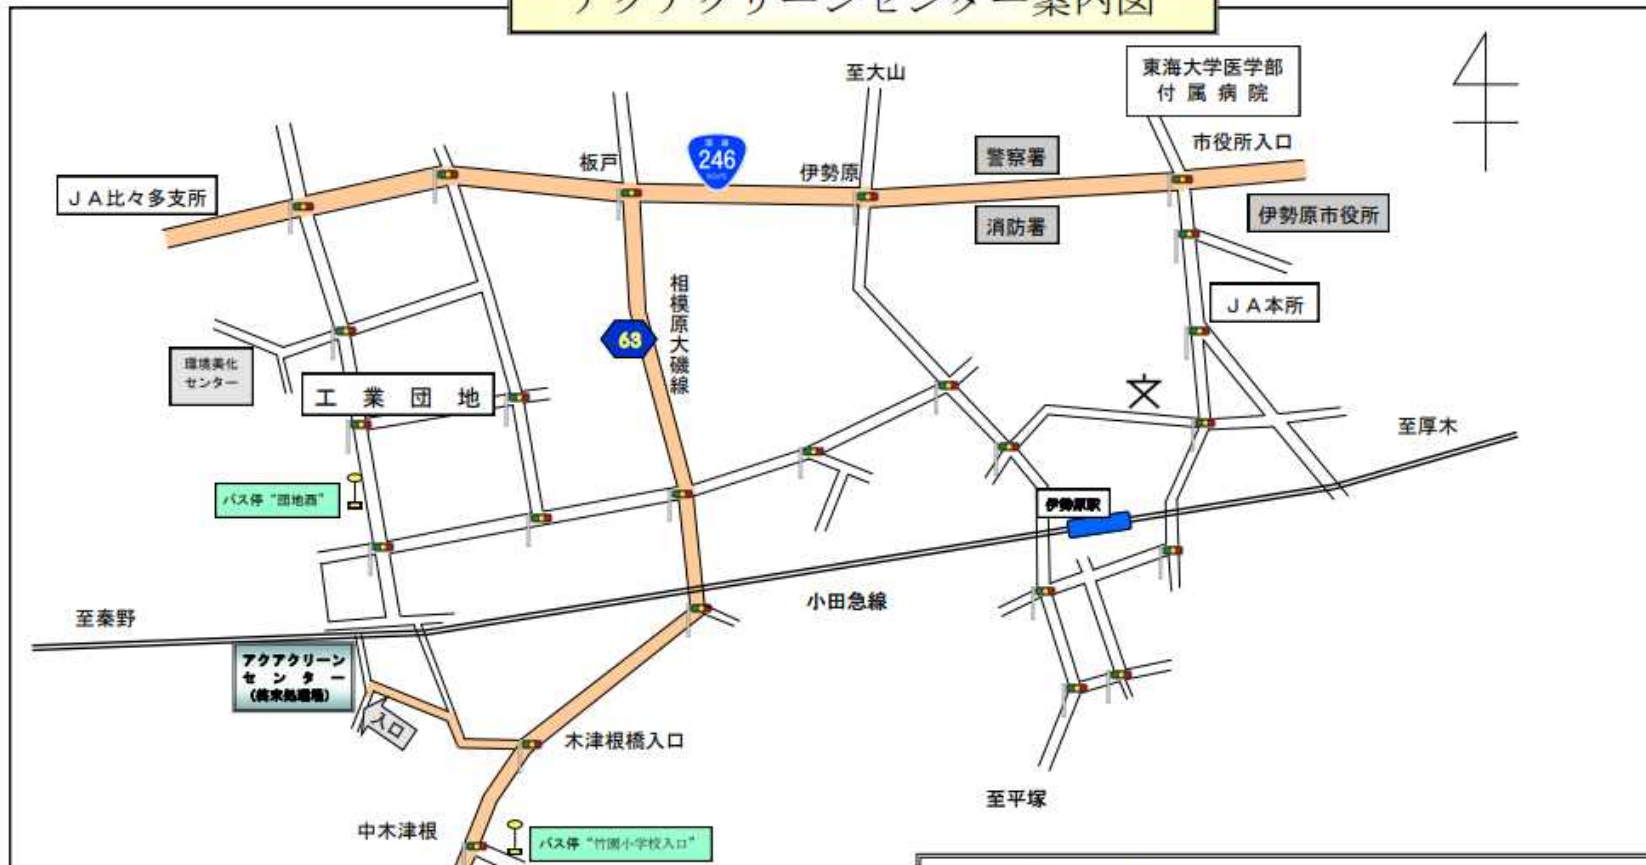 アクアクリーンセンター案内図
至大山
東海大学医学部
付属病院
市役所入口
警察署
板戸
246
伊勢原
JA比々多支所
消防署
伊勢原市役所
相模原大磯線
JA本所
63
環境美化
センター
工業団地
文
至厚木
バス停 “団地西”
伊勢原駅
小田急線
至秦野
アクアクリーン
センター
(終末処理場)
入口
木津根橋入口
至平塚
中木津根
バス停 “竹園小学校入口”